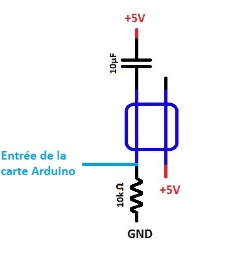 +5V
10µF
Entrée de la
carte Arduino
10kΩ
+5V
GND